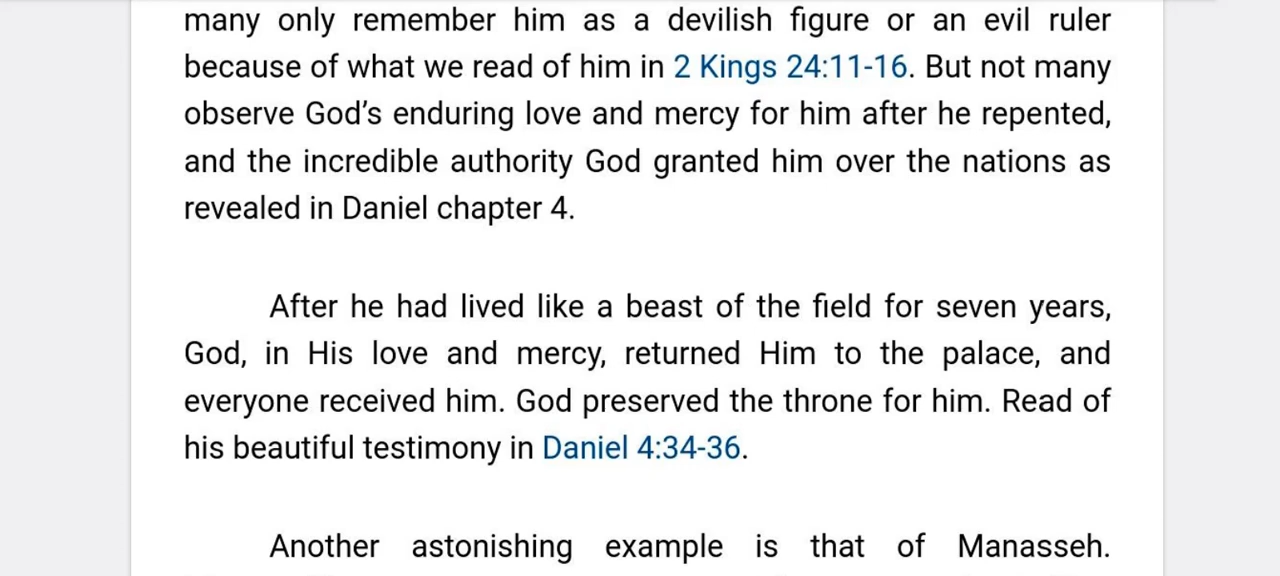 many only remember him as a devilish figure or an evil ruler
because of what we read of him in 2 Kings 24:11-16. But not many
observe God’s enduring love and mercy for him after he repented,
and the incredible authority God granted him over the nations as
revealed in Daniel chapter 4.
After he had lived like a beast of the field for seven years,
God, in His love and mercy, returned Him to the palace, and
everyone received him. God preserved the throne for him. Read of
his beautiful testimony in Daniel 4:34-36.
Another astonishing example is that of Manasseh.